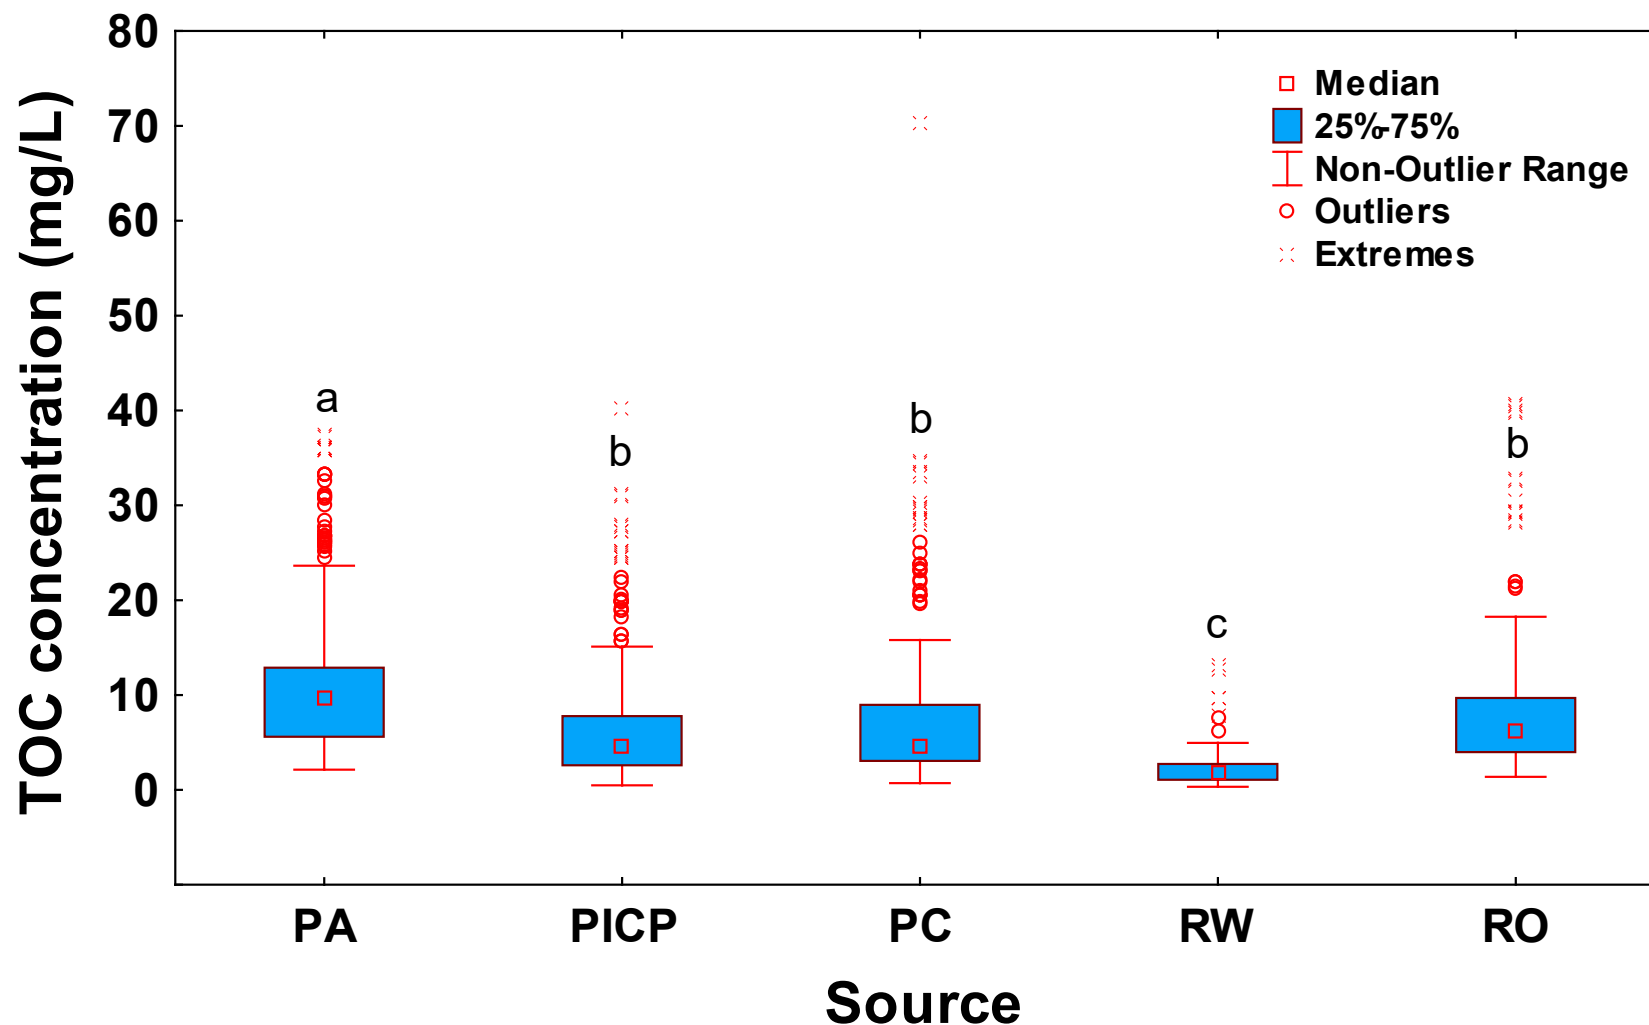 TOC concentration (mg/L)
80
70
60
50
40
30
20
10
0
Median
25%-75%
Non-Outlier Range
Outliers
Extremes
a
b
b
c
b
PA PICP PC RW RO
Source